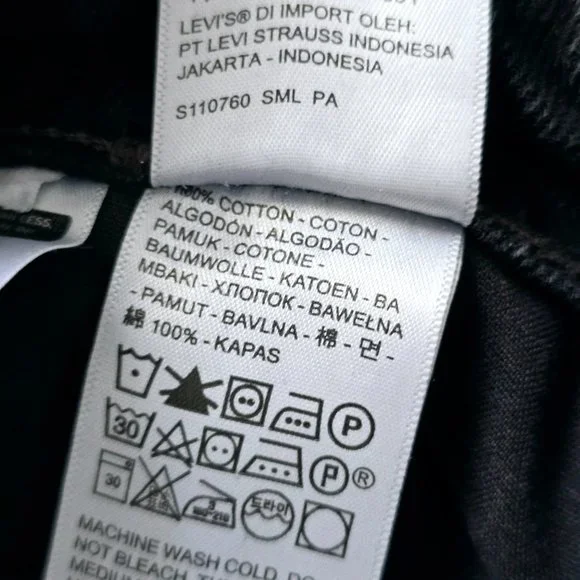 LEVI'S® DI IMPORT OLEH:
PT LEVI STRAUSS INDONESIA
JAKARTA - INDONESIA
S110760 SML PA
100% COTTON - COTON -
ALGODÓN - ALGODÃO -
PAMUK - COTONE -
BAUMWOLLE - KATOEN - BA
MBAKI - ХЛОПОК - BAWEŁNA
- PAMUT - BAVLNA - 棉 - 면 -
綿 100% - KAPAS
P
30 P ®
30 드라이
MACHINE WASH COLD. DO
NOT BLEACH.
MEDIUM